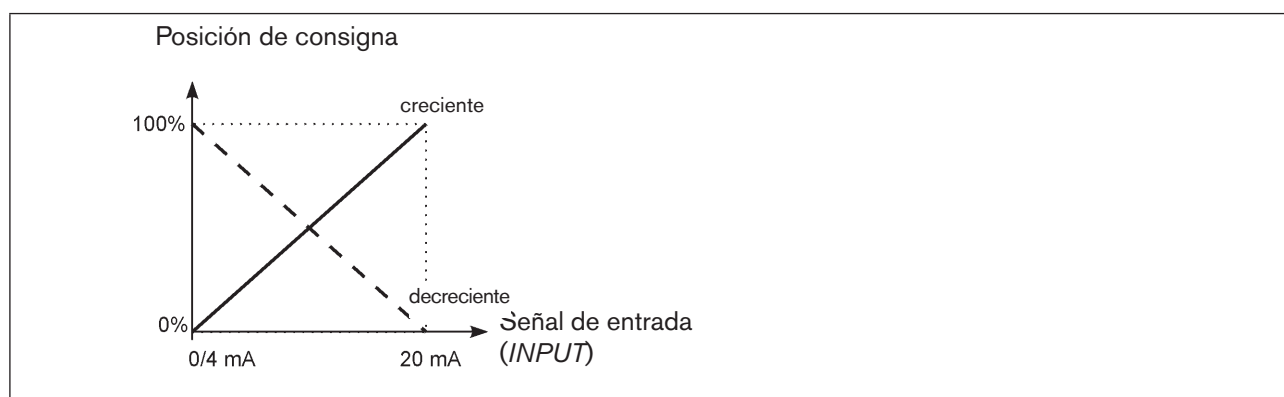 Posición de consigna
creciente
100%
decreciente
0%
Señal de entrada
(INPUT)
0/4 mA
20 mA